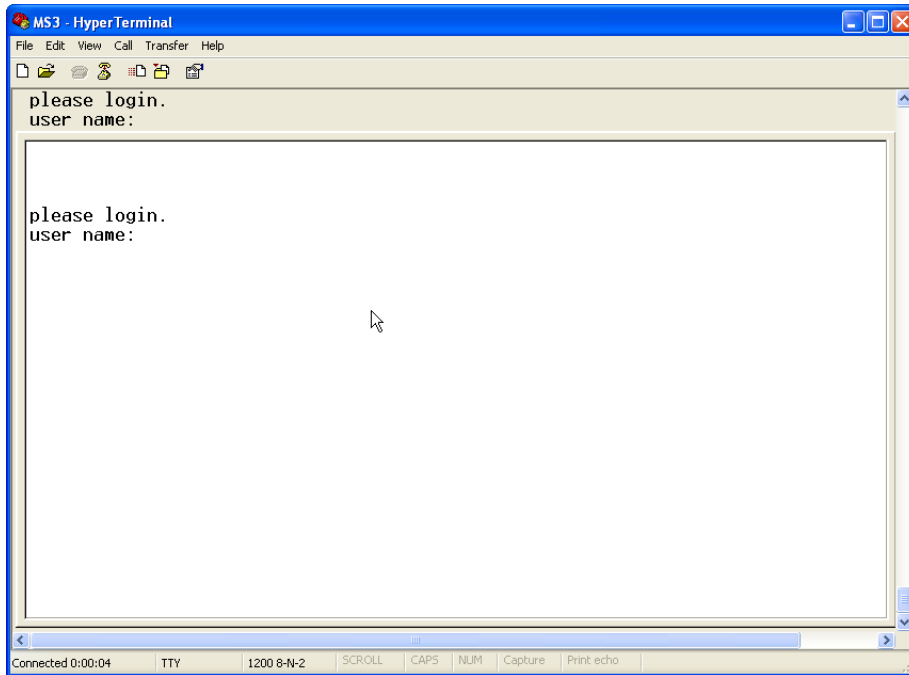 MS3 - HyperTerminal
File Edit View Call Transfer Help
please login.
user name:
please login.
user name:
Connected 0:00:04 TTY 1200 8-N-2 SCROLL CAPS NUM Capture Print echo